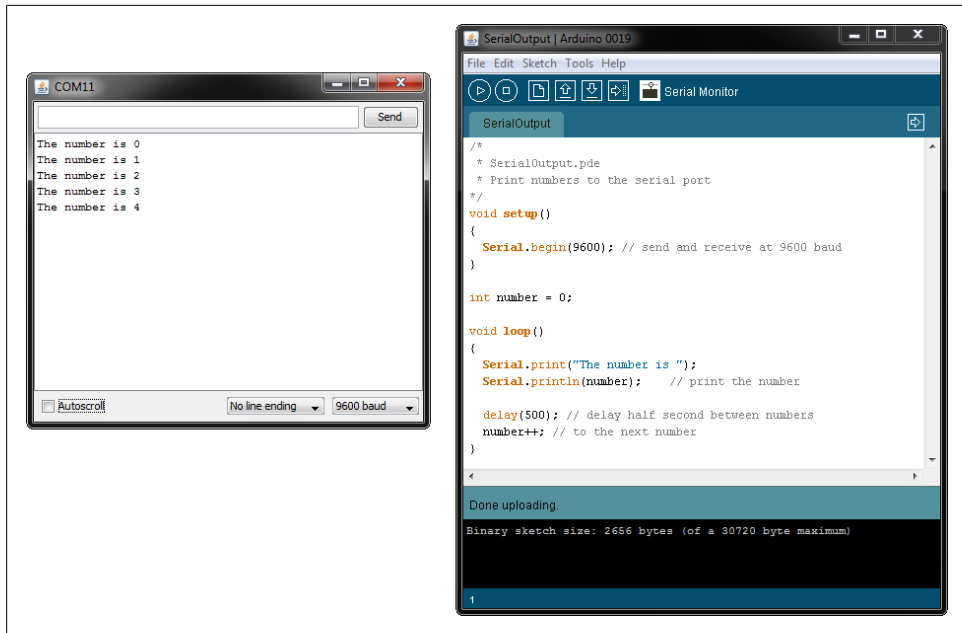 COM11
Send
The number is 0
The number is 1
The number is 2
The number is 3
The number is 4
Autoscroll
No line ending
9600 baud
SerialOutput | Arduino 0019
File Edit Sketch Tools Help
Serial Monitor
SerialOutput
/*
 * SerialOutput.pde
 * Print numbers to the serial port
*/
void setup()
{
  Serial.begin(9600); // send and receive at 9600 baud
}

int number = 0;

void loop()
{
  Serial.print("The number is ");
  Serial.println(number);    // print the number

  delay(500); // delay half second between numbers
  number++; // to the next number
}
Done uploading.
Binary sketch size: 2656 bytes (of a 30720 byte maximum)
1